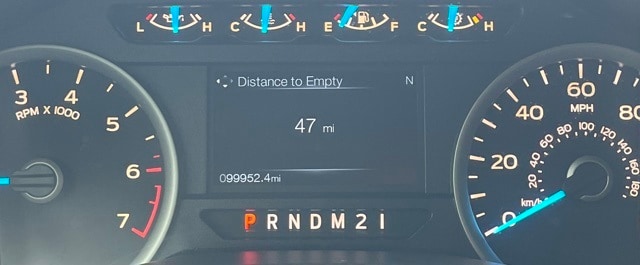 L H C H E F C H
Distance to Empty N
47 mi
099952.4mi
P R N D M 2 1
3 4 5 6 7
RPM X 1000
0 20 40 60 80
MPH
20 40 60 80 100 120 140 160 180
km/h